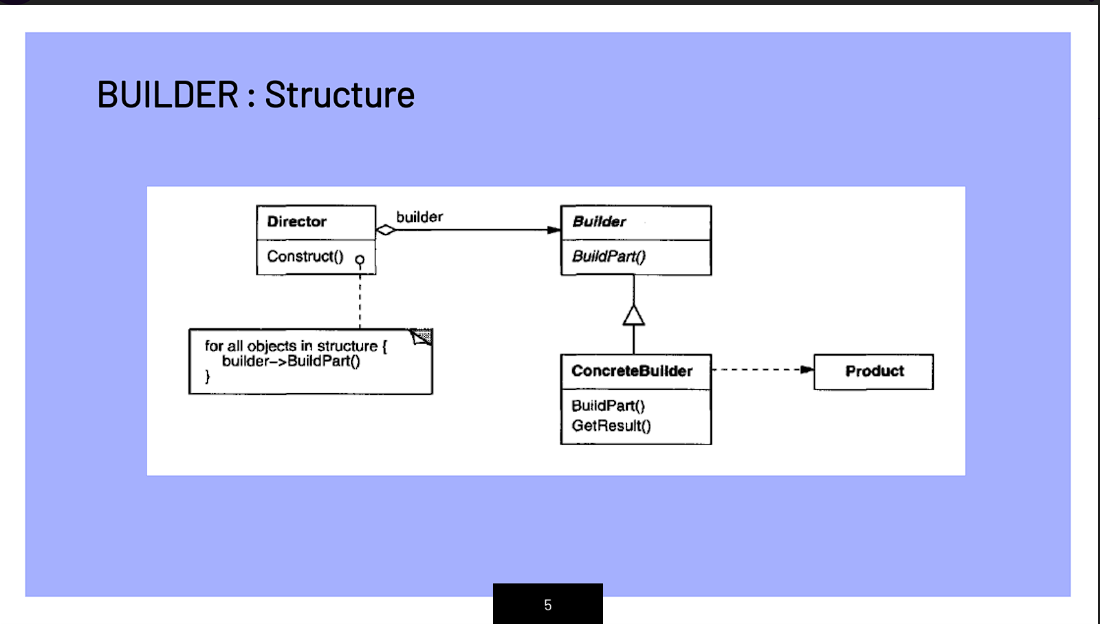 BUILDER : Structure
Director
builder
Builder
Construct()
BuildPart()
for all objects in structure {
builder->BuildPart()
}
ConcreteBuilder
Product
BuildPart()
GetResult()
5